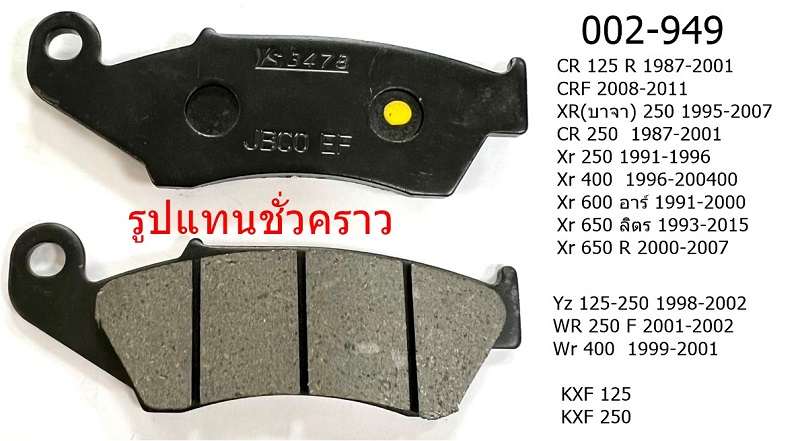 YS 3478
JBCO EF
รูปแทนชั่วคราว
002-949
CR 125 R 1987-2001
CRF 2008-2011
XR(บาจา) 250 1995-2007
CR 250 1987-2001
Xr 250 1991-1996
Xr 400 1996-200400
Xr 600 อาร์ 1991-2000
Xr 650 ลิตร 1993-2015
Xr 650 R 2000-2007
Yz 125-250 1998-2002
WR 250 F 2001-2002
Wr 400 1999-2001
KXF 125
KXF 250